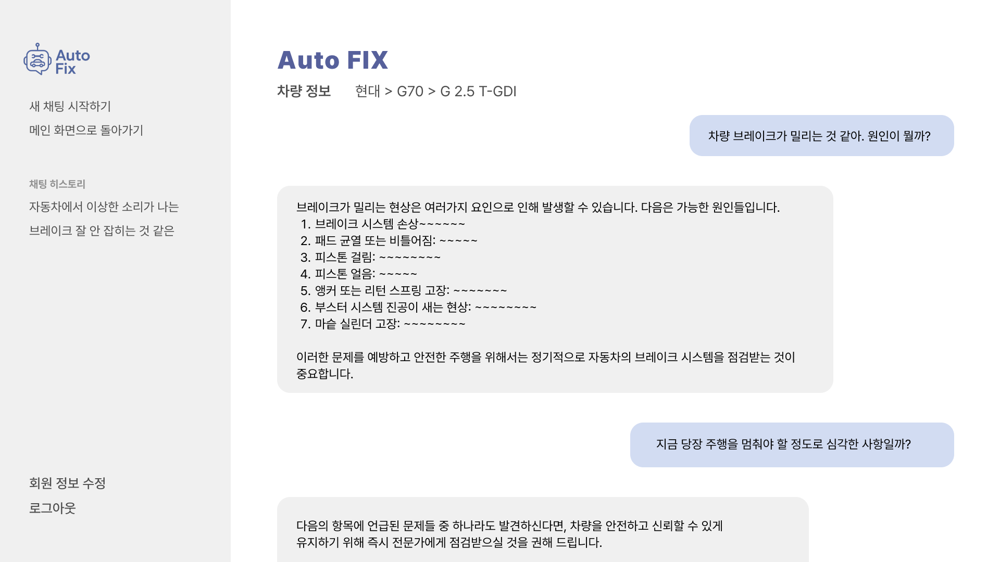 Auto
Fix
새 채팅 시작하기
메인 화면으로 돌아가기
채팅 히스토리
자동차에서 이상한 소리가 나는
브레이크 잘 안 잡히는 것 같은
회원 정보 수정
로그아웃
Auto FIX
차량 정보 현대 > G70 > G 2.5 T-GDI
차량 브레이크가 밀리는 것 같아. 원인이 뭘까?
브레이크가 밀리는 현상은 여러가지 요인으로 인해 발생할 수 있습니다. 다음은 가능한 원인들입니다.
1. 브레이크 시스템 손상~~~~~~
2. 패드 균열 또는 비틀어짐: ~~~~~
3. 피스톤 걸림: ~~~~~~~~
4. 피스톤 얼음: ~~~~~
5. 앵커 또는 리턴 스프링 고장: ~~~~~~~
6. 부스터 시스템 진공이 새는 현상: ~~~~~~~~
7. 마슽 실린더 고장: ~~~~~~~~
이러한 문제를 예방하고 안전한 주행을 위해서는 정기적으로 자동차의 브레이크 시스템을 점검받는 것이
중요합니다.
지금 당장 주행을 멈춰야 할 정도로 심각한 사항일까?
다음의 항목에 언급된 문제들 중 하나라도 발견하신다면, 차량을 안전하고 신뢰할 수 있게
유지하기 위해 즉시 전문가에게 점검받으실 것을 권해 드립니다.